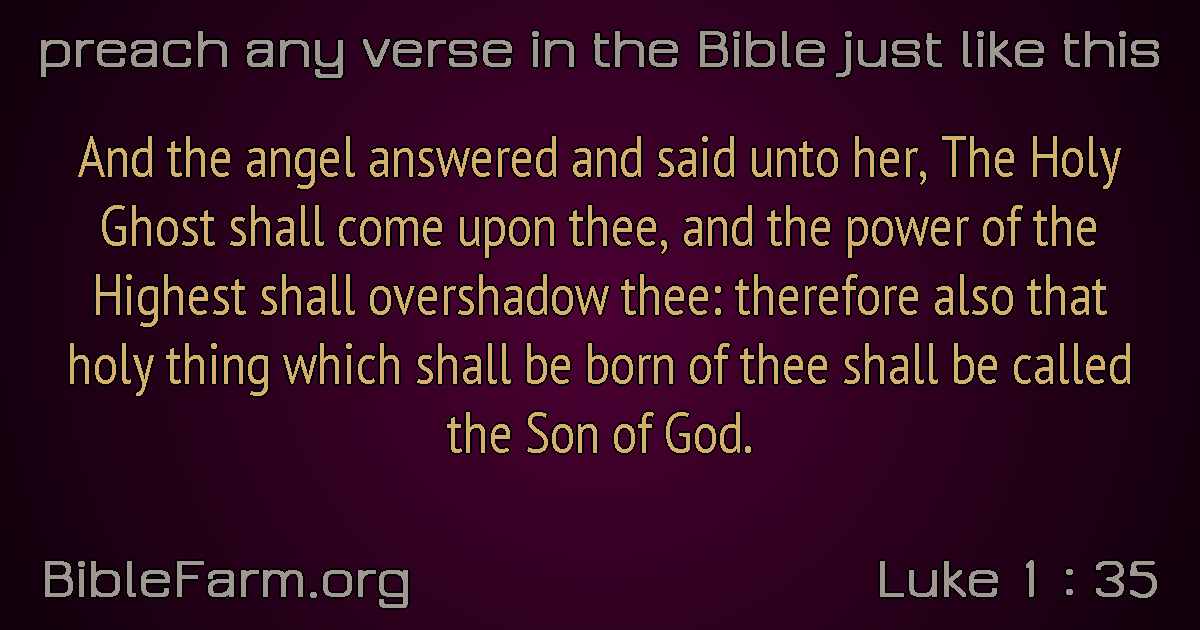 preach any verse in the Bible just like this
And the angel answered and said unto her, The Holy
Ghost shall come upon thee, and the power of the
Highest shall overshadow thee: therefore also that
holy thing which shall be born of thee shall be called
the Son of God.
BibleFarm.org
Luke 1 : 35